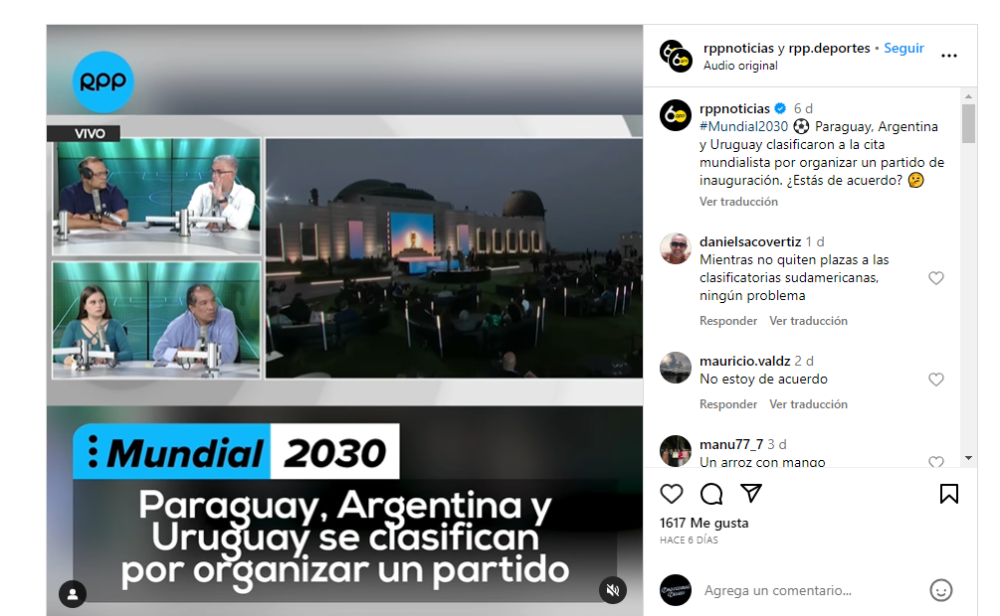 RPP
VIVO
Mundial 2030
Paraguay, Argentina y
Uruguay se clasifican
por organizar un partido
rppnoticias y rpp.deportes • Seguir
Audio original
rppnoticias 6 d
#Mundial2030 ⚽ Paraguay, Argentina
y Uruguay clasificaron a la cita
mundialista por organizar un partido de
inauguración. ¿Estás de acuerdo? 🫤
Ver traducción
danielsacovertiz 1 d
Mientras no quiten plazas a las
clasificatorias sudamericanas,
ningún problema
Responder Ver traducción
mauricio.valdz 2 d
No estoy de acuerdo
Responder Ver traducción
manu77_7 3 d
Un arroz con mango
1617 Me gusta
HACE 6 DÍAS
Agrega un comentario...